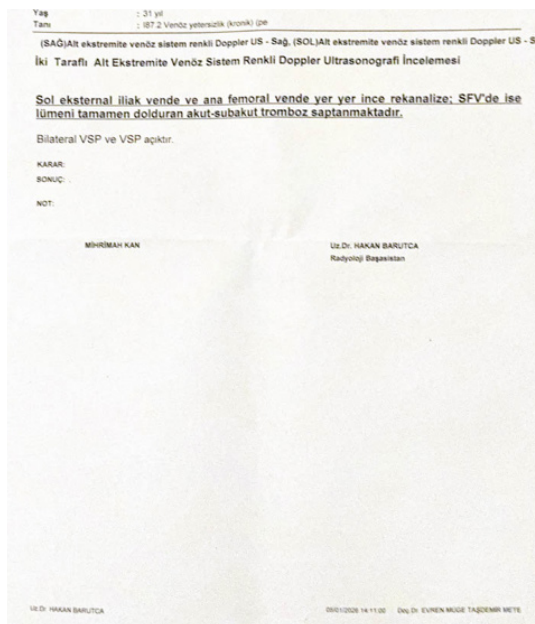 Yaş : 31 yıl
Tanı : I87.2 Venöz yetersizlik (kronik) (pe
(SAĞ)Alt ekstremite venöz sistem renkli Doppler US - Sağ, (SOL)Alt ekstremite venöz sistem renkli Doppler US - S
İki Taraflı Alt Ekstremite Venöz Sistem Renkli Doppler Ultrasonografi İncelemesi
Sol eksternal iliak vende ve ana femoral vende yer yer ince rekanalize; SFV'de ise
lümeni tamamen dolduran akut-subakut tromboz saptanmaktadır.
Bilateral VSP ve VSP açıktır.
KARAR:
SONUÇ: .
NOT:
MİHRİMAH KAN
Uz.Dr. HAKAN BARUTCA
Radyoloji Başasistan
Uz.Dr. HAKAN BARUTCA
14:11:00 Doç.Dr. EVREN MÜGE TAŞDEMİR METE